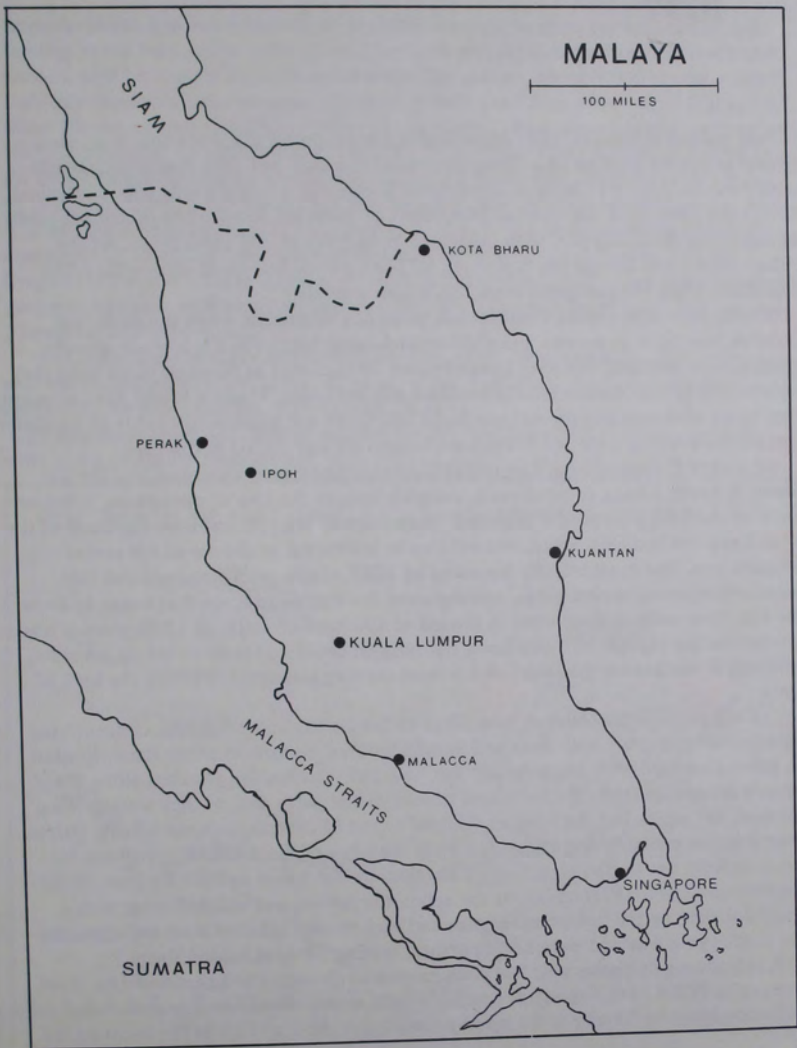 MALAYA
100 MILES
SIAM
KOTA BHARU
PERAK
IPOH
KUANTAN
KUALA LUMPUR
MALACCA STRAITS
MALACCA
SINGAPORE
SUMATRA